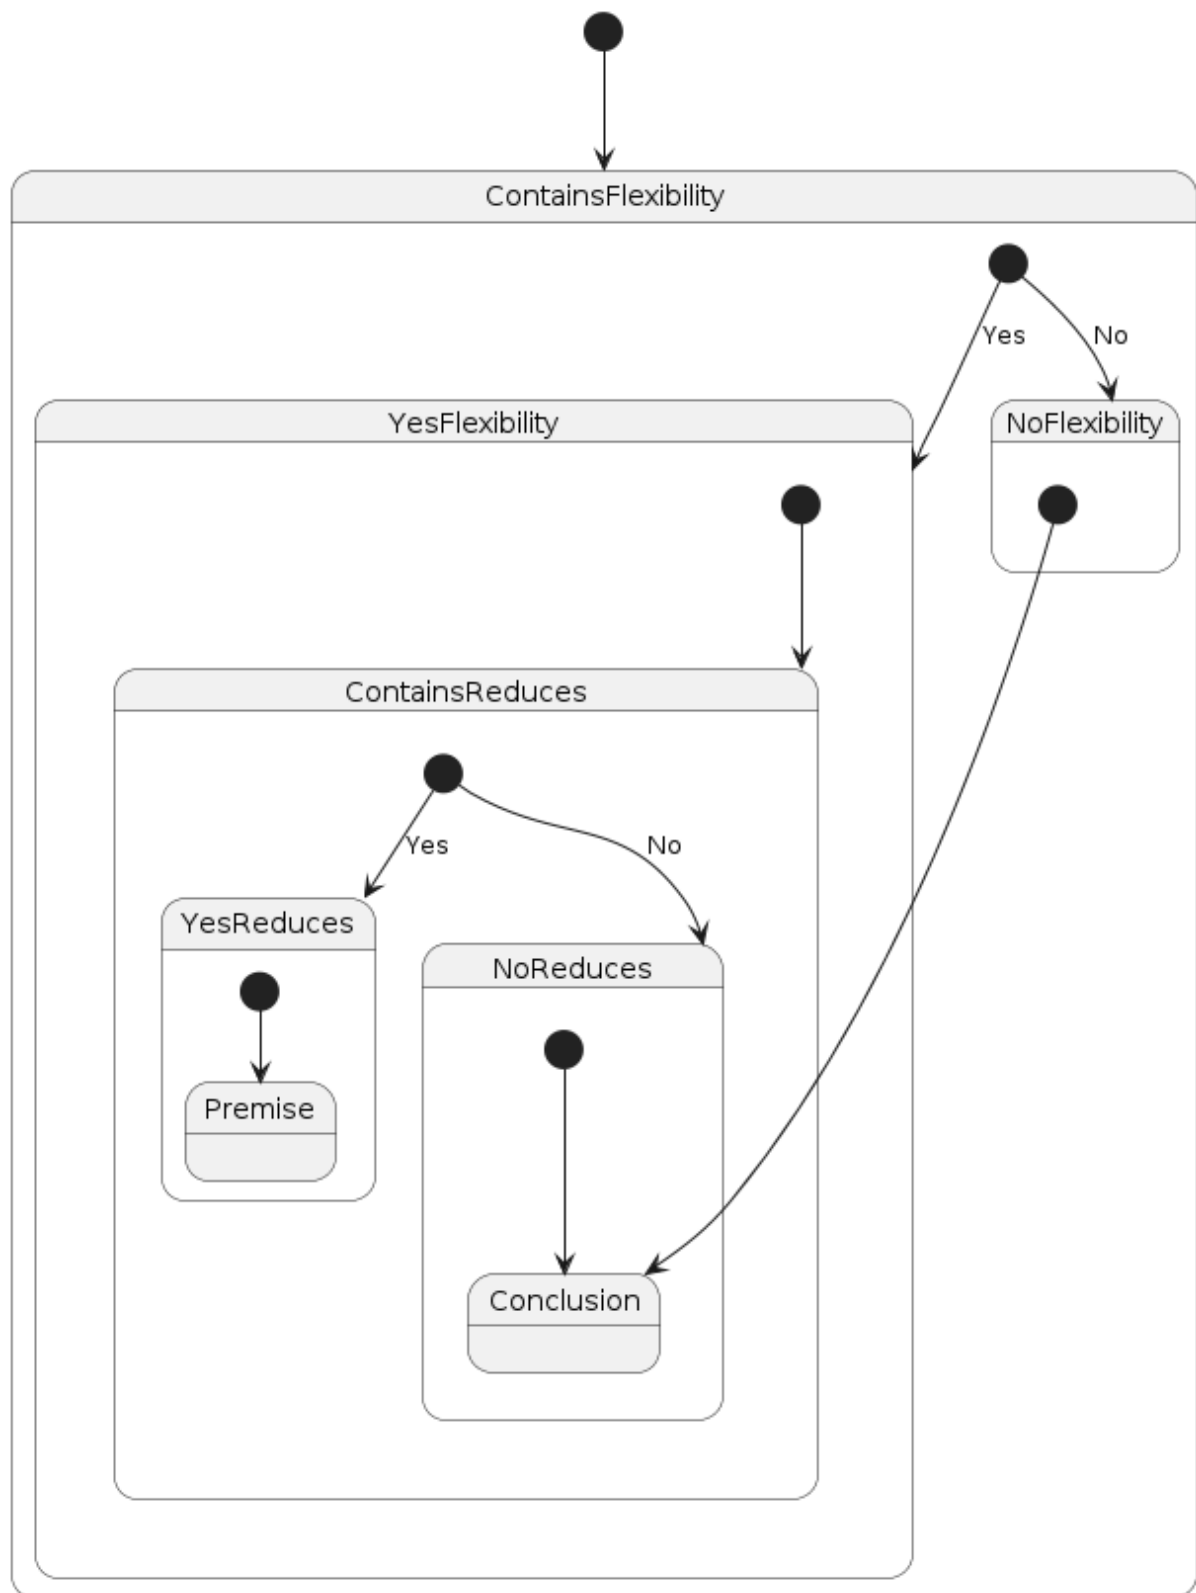 ContainsFlexibility
Yes
No
YesFlexibility
NoFlexibility
ContainsReduces
Yes
No
YesReduces
NoReduces
Premise
Conclusion